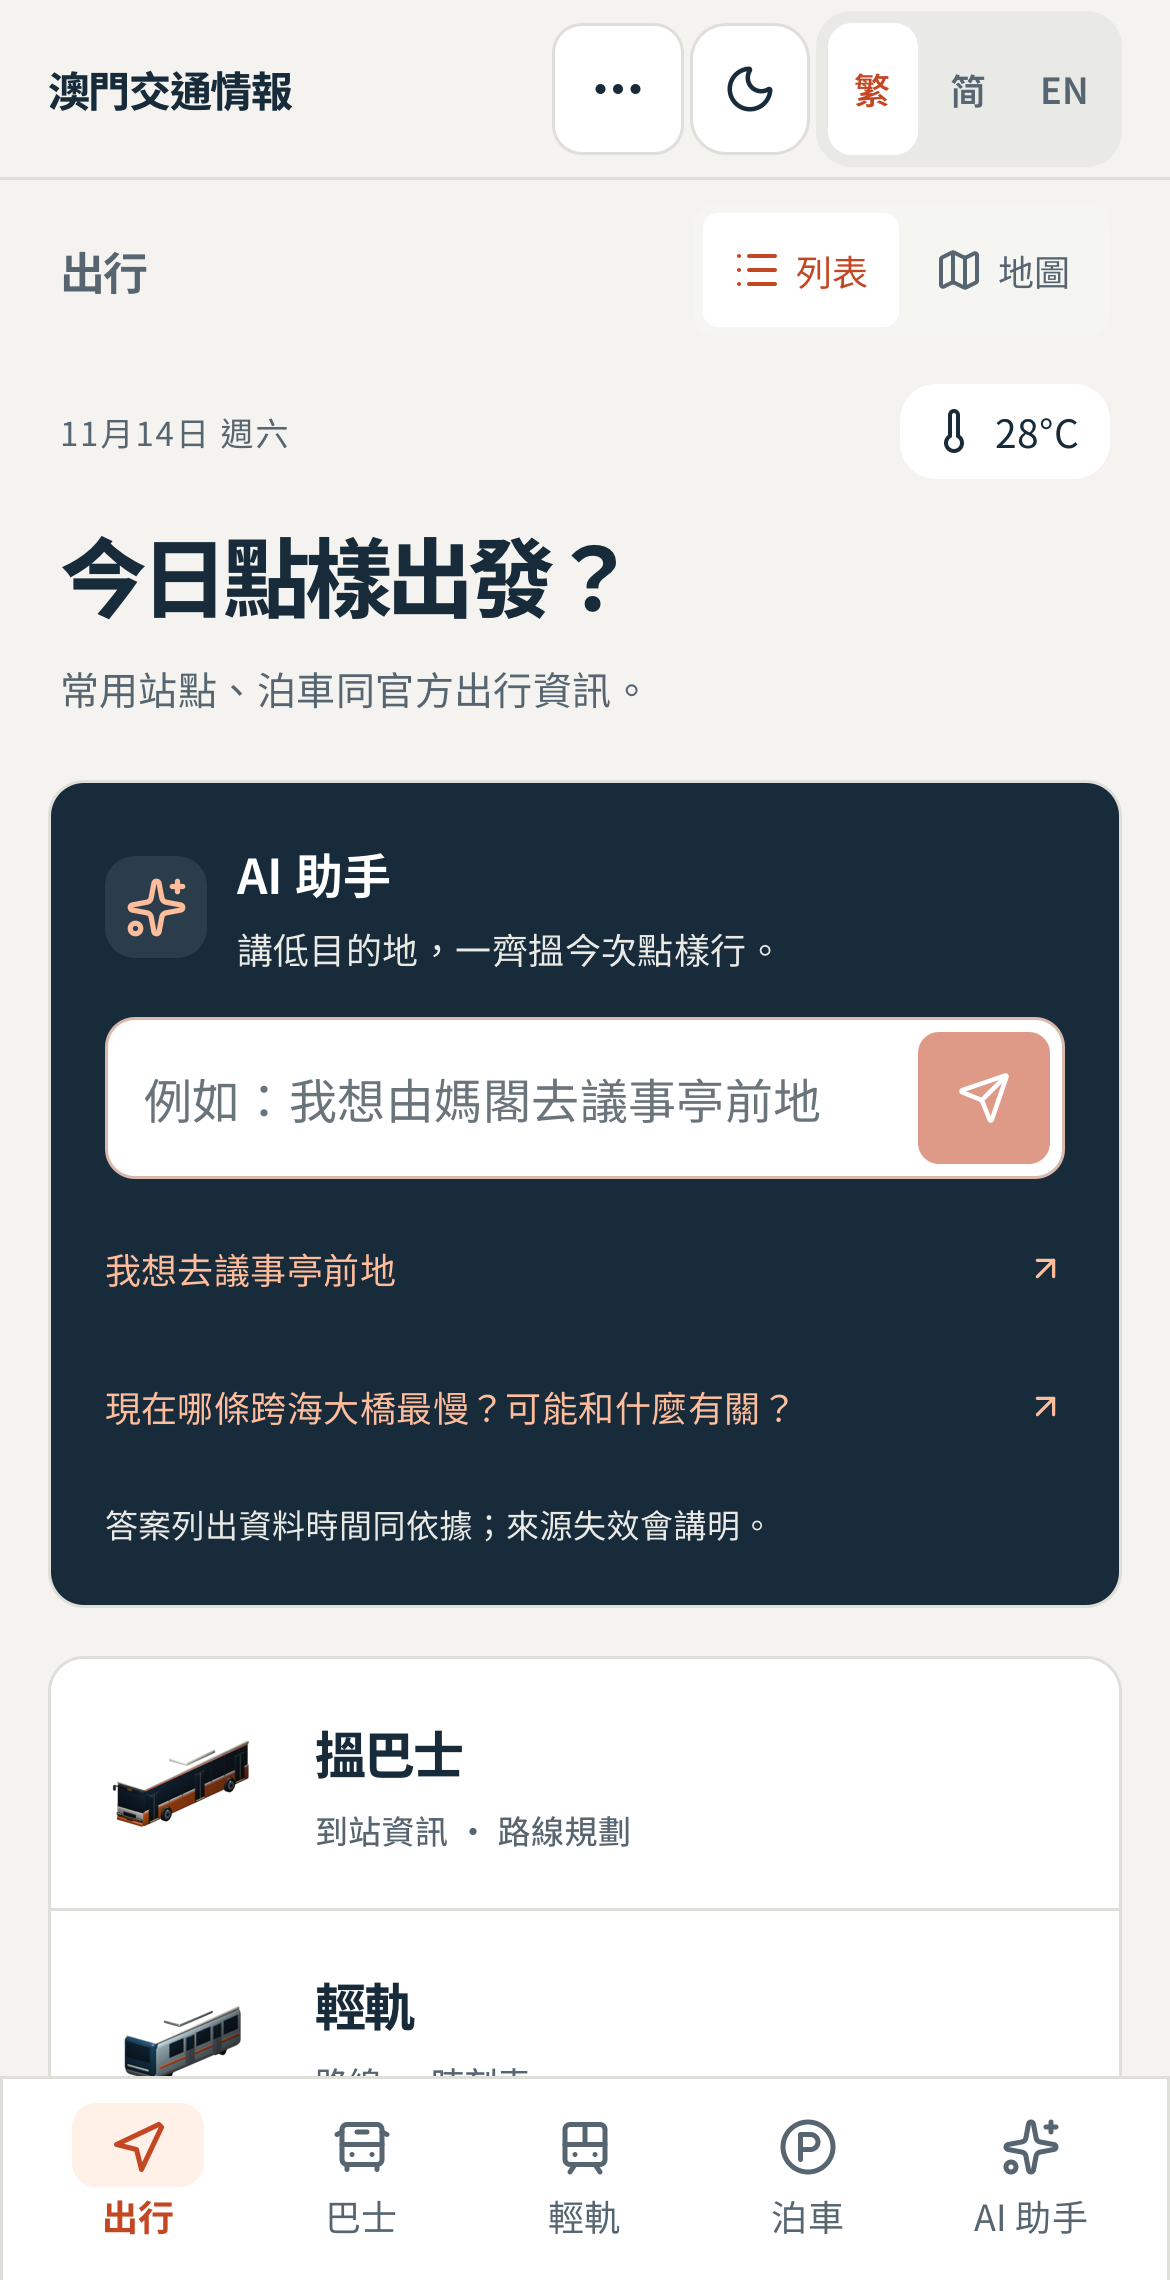 澳門交通情報
繁 简 EN
出行
列表 地圖
11月14日 週六
28°C
今日點樣出發？
常用站點、泊車同官方出行資訊。
AI 助手
講低目的地，一齊搵今次點樣行。
例如：我想由媽閣去議事亭前地
我想去議事亭前地
現在哪條跨海大橋最慢？可能和什麼有關？
答案列出資料時間同依據；來源失效會講明。
搵巴士
到站資訊 · 路線規劃
輕軌
出行 巴士 輕軌 泊車 AI 助手